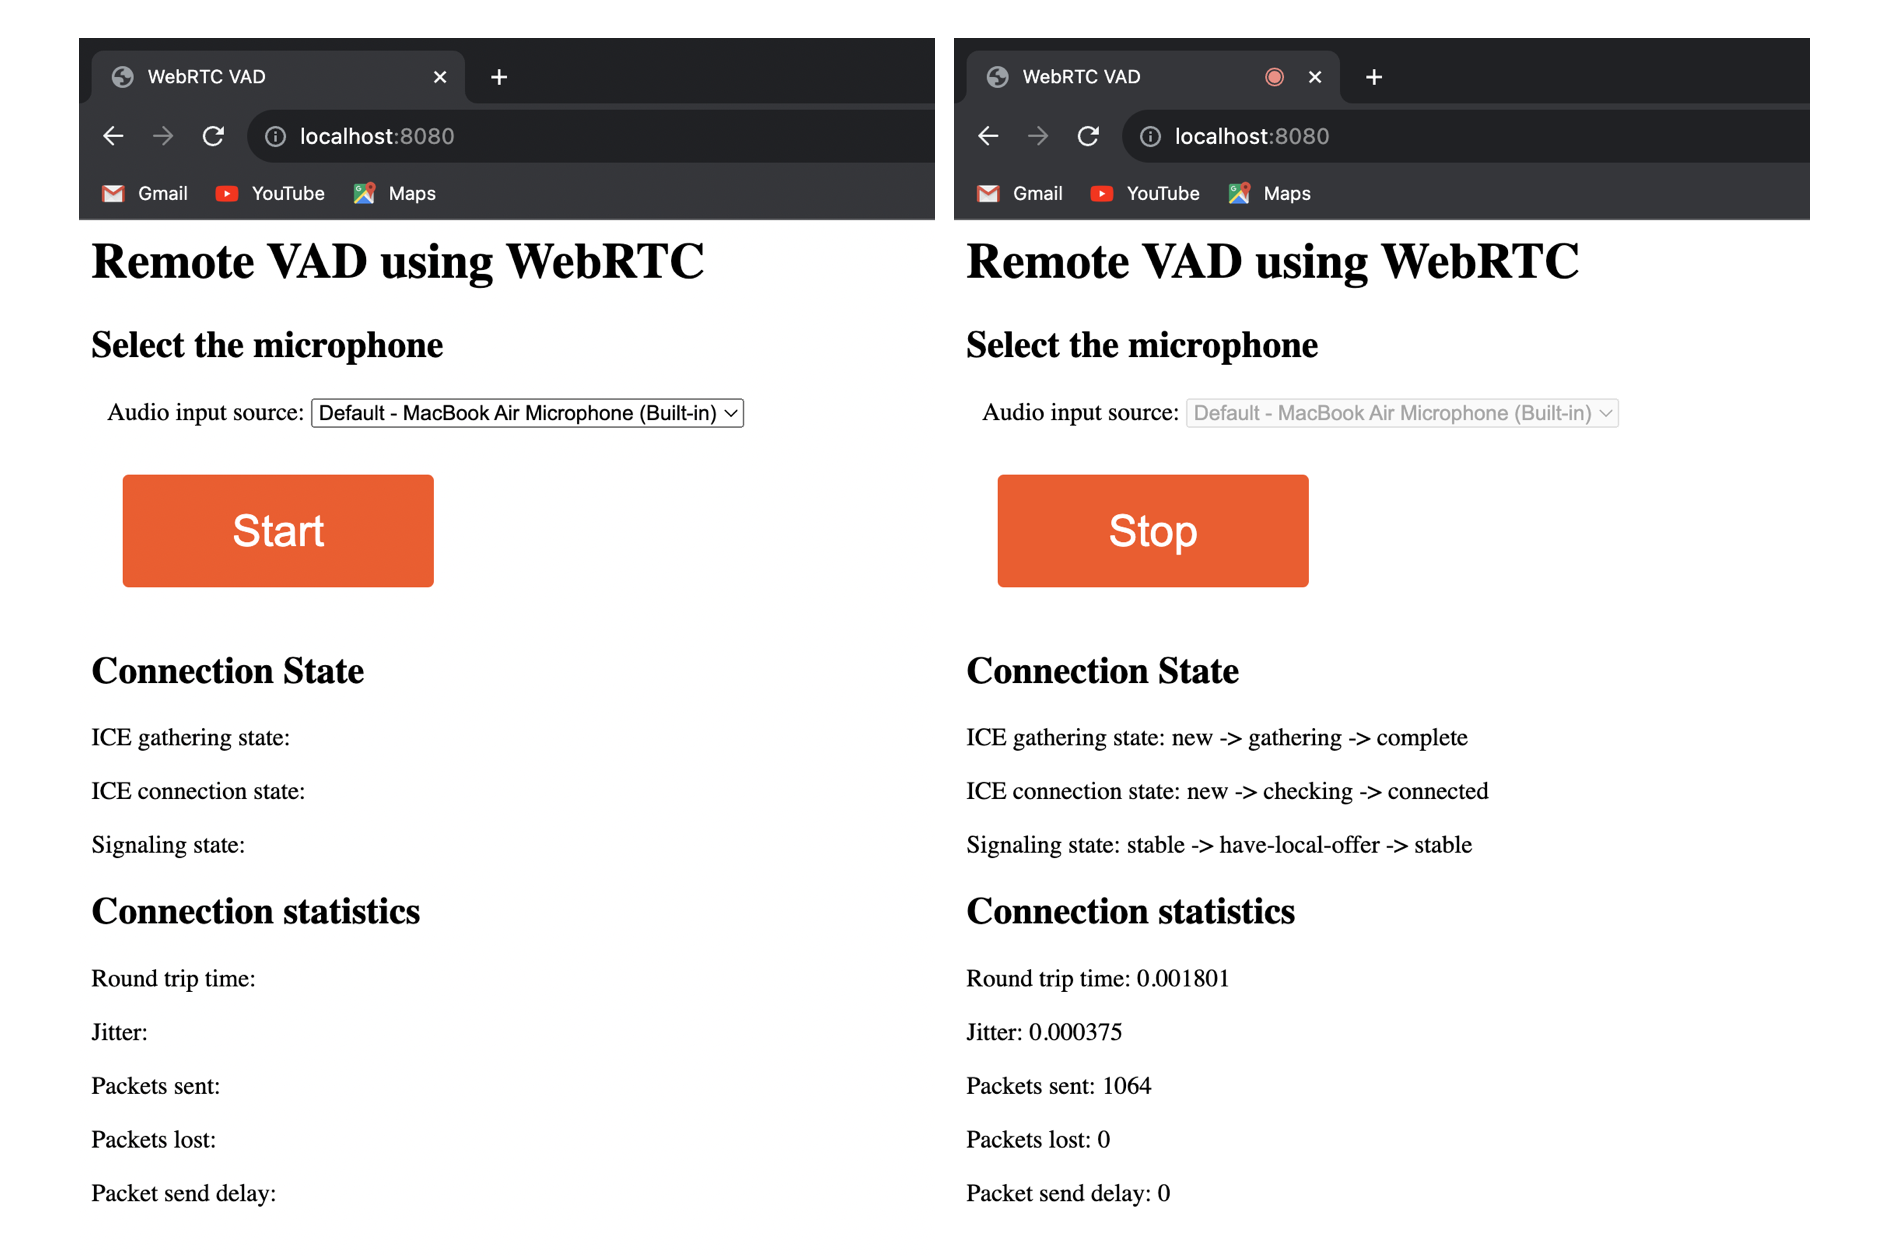 WebRTC VAD
localhost:8080
Gmail YouTube Maps
Remote VAD using WebRTC
Select the microphone
Audio input source: Default - MacBook Air Microphone (Built-in)
Start
Connection State
ICE gathering state:
ICE connection state:
Signaling state:
Connection statistics
Round trip time:
Jitter:
Packets sent:
Packets lost:
Packet send delay:
WebRTC VAD
localhost:8080
Gmail YouTube Maps
Remote VAD using WebRTC
Select the microphone
Audio input source: Default - MacBook Air Microphone (Built-in)
Stop
Connection State
ICE gathering state: new -> gathering -> complete
ICE connection state: new -> checking -> connected
Signaling state: stable -> have-local-offer -> stable
Connection statistics
Round trip time: 0.001801
Jitter: 0.000375
Packets sent: 1064
Packets lost: 0
Packet send delay: 0